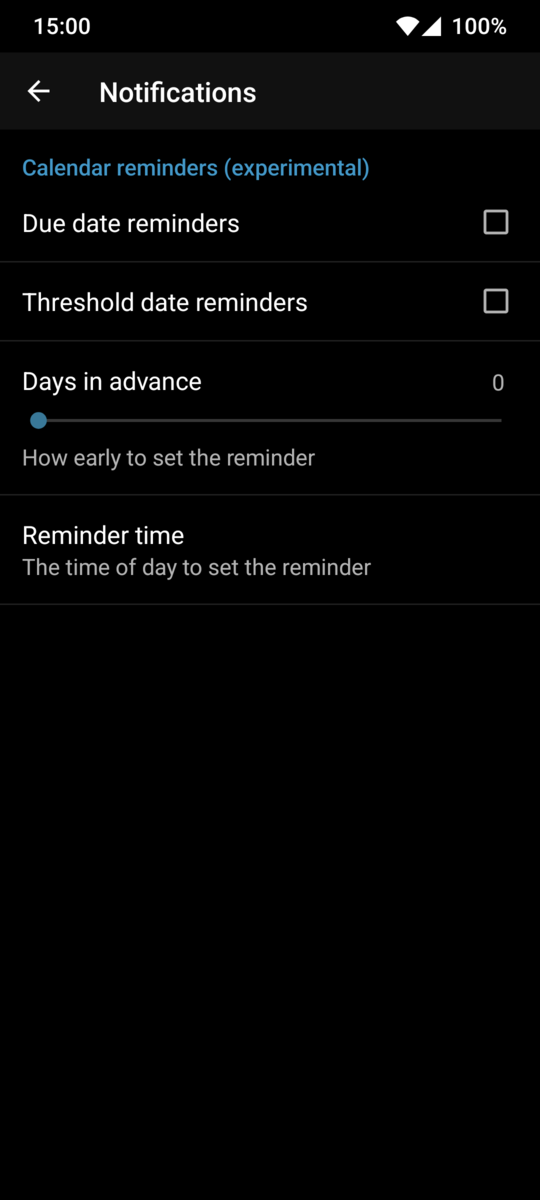 15:00 100%
Notifications
Calendar reminders (experimental)
Due date reminders
Threshold date reminders
Days in advance 0
How early to set the reminder
Reminder time
The time of day to set the reminder